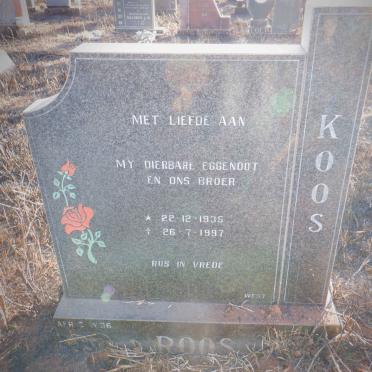 MET LIEFDE AAN
MY DIERBARE EGGENOOT
EN ONS BROER
★ 22-12-1935
✝ 26-7-1997
RUS IN VREDE
KOOS
ROOS